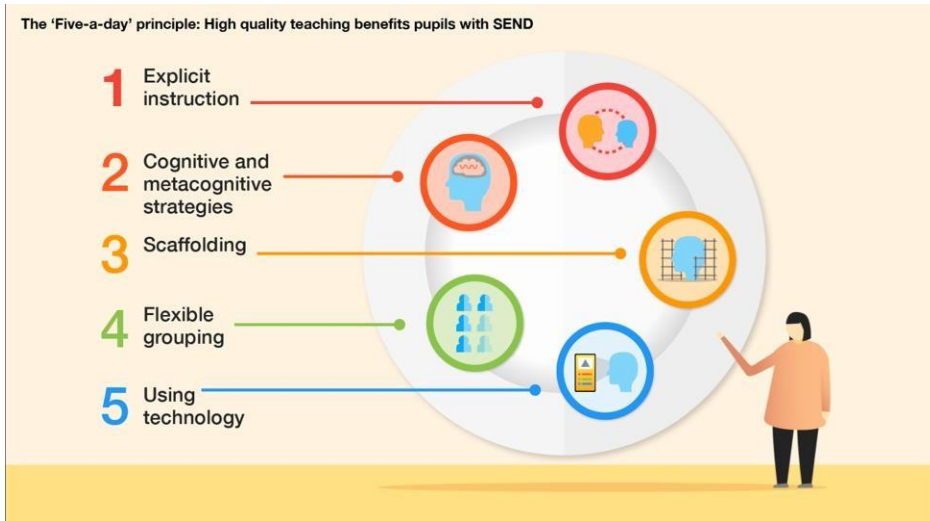 The ‘Five-a-day’ principle: High quality teaching benefits pupils with SEND
1 Explicit
instruction
2 Cognitive and
metacognitive
strategies
3 Scaffolding
4 Flexible
grouping
5 Using
technology